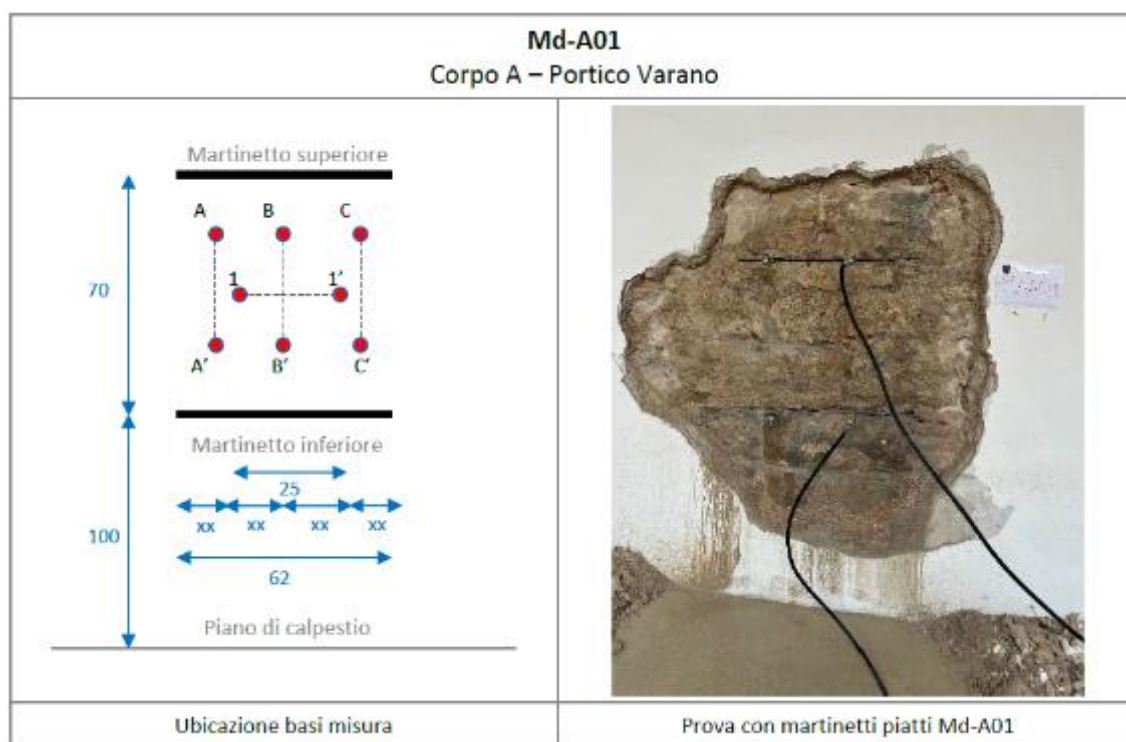 Md-A01
Corpo A – Portico Varano
Martinetto superiore
A B C
1 1'
70
A' B' C'
Martinetto inferiore
25
xx xx xx xx
100
62
Piano di calpestio
Ubicazione basi misura
Prova con martinetti piatti Md-A01